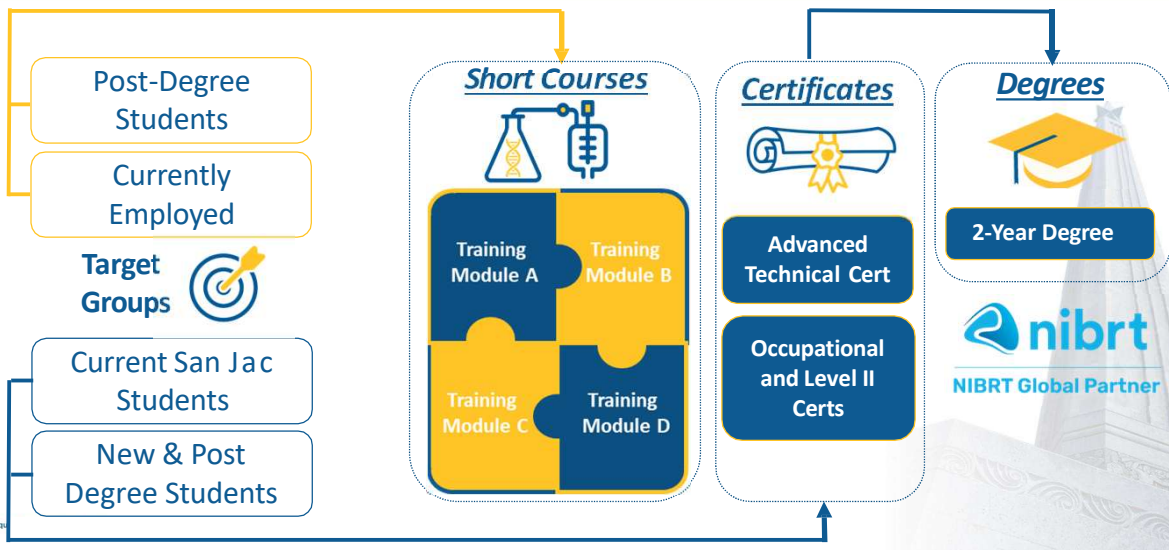 Post-Degree
Students
Currently
Employed
Target
Groups
Current San Jac
Students
New & Post
Degree Students
Short Courses
Training
Module A
Training
Module B
Training
Module C
Training
Module D
Certificates
Advanced
Technical Cert
Occupational
and Level II
Certs
Degrees
2-Year Degree
nibrt
NIBRT Global Partner